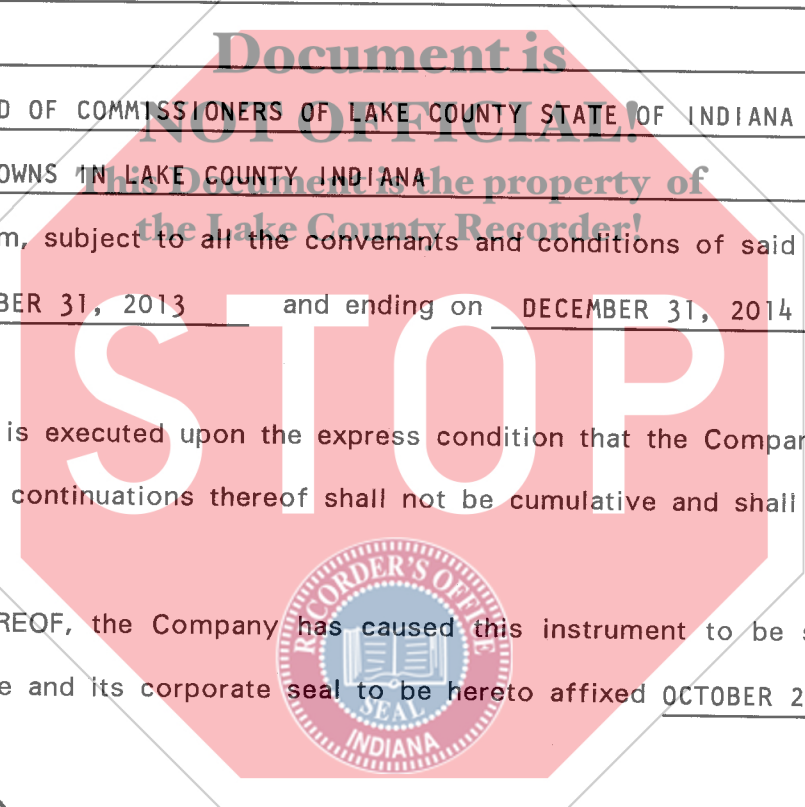 Document is
D OF COMMISSIONERS OF LAKE COUNTY STATE OF INDIANA
NOT OFFICIAL!
OWNS IN LAKE COUNTY INDIANA
This Document is the property of
the Lake County Recorder!
m, subject to all the convenants and conditions of said
BER 31, 2013 and ending on DECEMBER 31, 2014
STOP
is executed upon the express condition that the Compan
continuations thereof shall not be cumulative and shall
RECORDER'S OFFICE
REOF, the Company has caused this instrument to be s
e and its corporate seal to be hereto affixed OCTOBER 2
SEAL
INDIANA